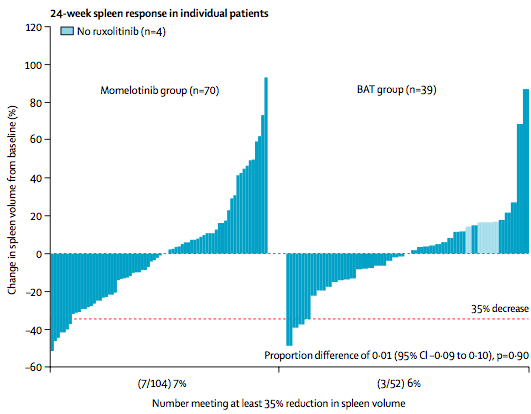 24-week spleen response in individual patients
120
No ruxolitinib (n=4)
100
Momelotinib group (n=70)
BAT group (n=39)
80
60
40
20
0
−20
−40
−60
Change in spleen volume from baseline (%)
35% decrease
Proportion difference of 0·01 (95% CI −0·09 to 0·10), p=0·90
(7/104) 7%
(3/52) 6%
Number meeting at least 35% reduction in spleen volume